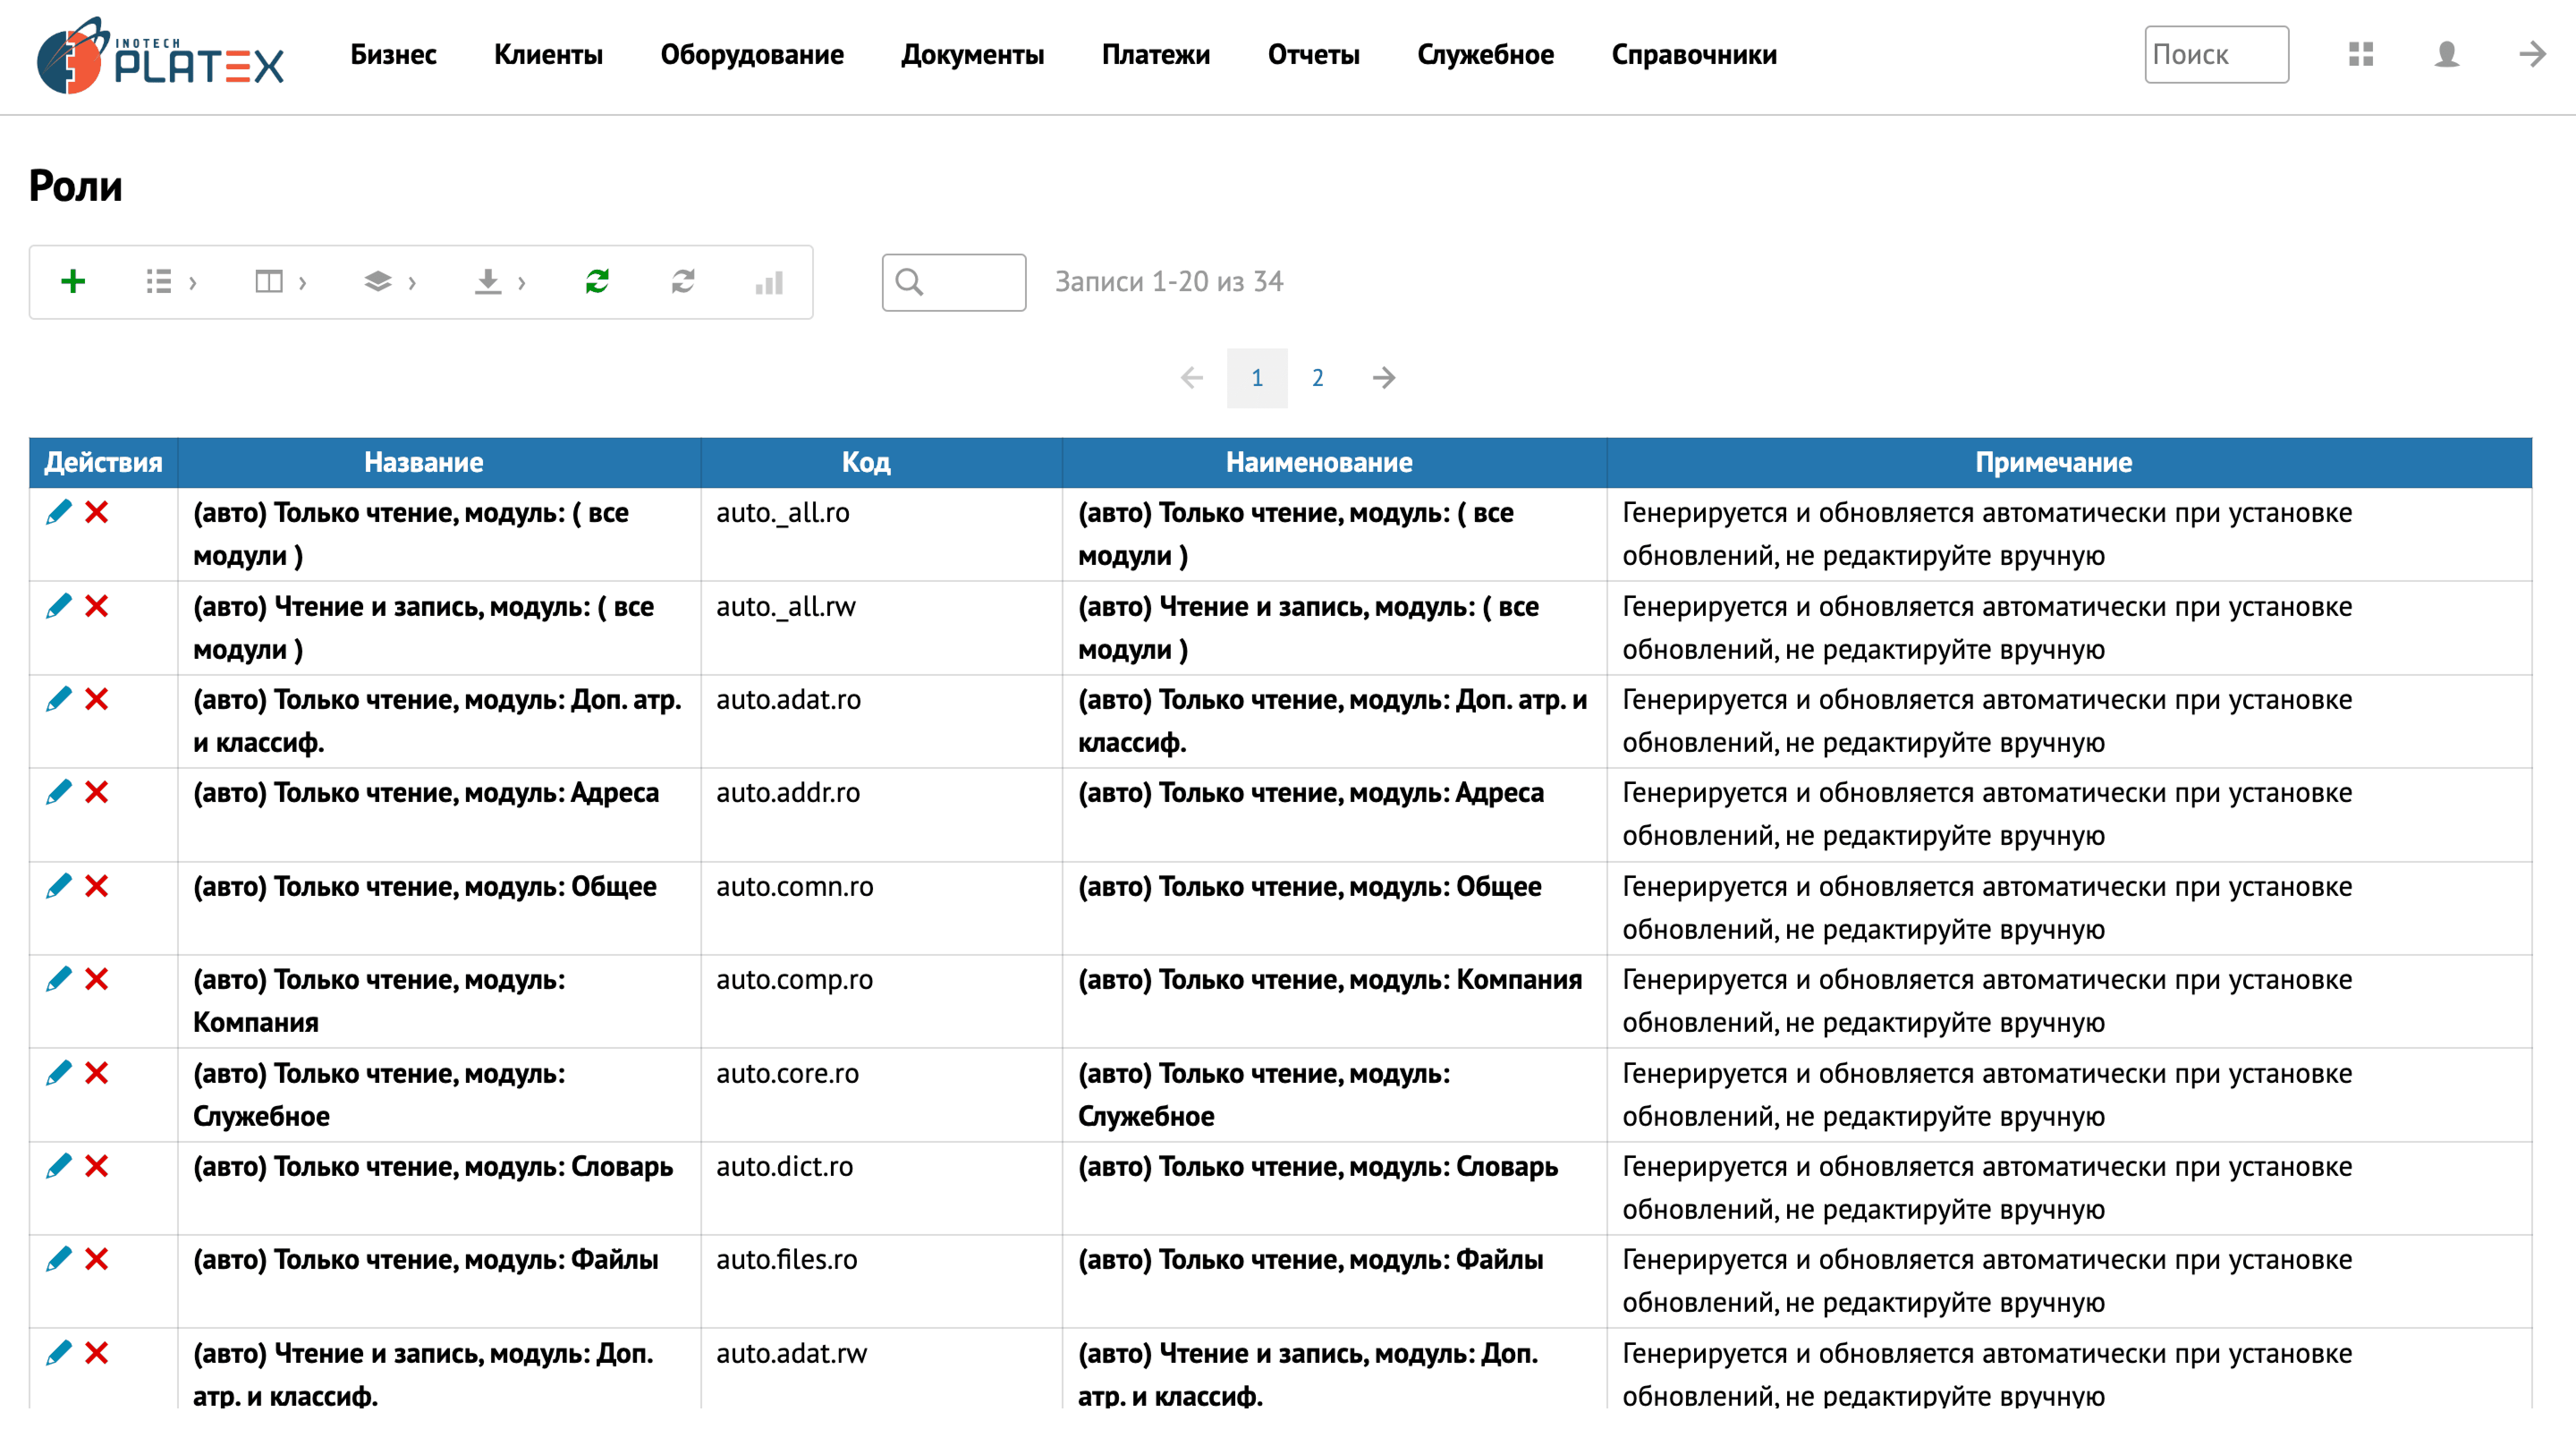 INOTECH
PLATEX
Бизнес Клиенты Оборудование Документы Платежи Отчеты Служебное Справочники Поиск
Роли
Записи 1-20 из 34
1 2
Действия Название Код Наименование Примечание
(авто) Только чтение, модуль: ( все auto._all.ro (авто) Только чтение, модуль: ( все Генерируется и обновляется автоматически при установке
модули ) модули ) обновлений, не редактируйте вручную
(авто) Чтение и запись, модуль: ( все auto._all.rw (авто) Чтение и запись, модуль: ( все Генерируется и обновляется автоматически при установке
модули ) модули ) обновлений, не редактируйте вручную
(авто) Только чтение, модуль: Доп. атр. auto.adat.ro (авто) Только чтение, модуль: Доп. атр. и Генерируется и обновляется автоматически при установке
и классиф. классиф. обновлений, не редактируйте вручную
(авто) Только чтение, модуль: Адреса auto.addr.ro (авто) Только чтение, модуль: Адреса Генерируется и обновляется автоматически при установке
обновлений, не редактируйте вручную
(авто) Только чтение, модуль: Общее auto.comn.ro (авто) Только чтение, модуль: Общее Генерируется и обновляется автоматически при установке
обновлений, не редактируйте вручную
(авто) Только чтение, модуль: auto.comp.ro (авто) Только чтение, модуль: Компания Генерируется и обновляется автоматически при установке
Компания обновлений, не редактируйте вручную
(авто) Только чтение, модуль: auto.core.ro (авто) Только чтение, модуль: Генерируется и обновляется автоматически при установке
Служебное Служебное обновлений, не редактируйте вручную
(авто) Только чтение, модуль: Словарь auto.dict.ro (авто) Только чтение, модуль: Словарь Генерируется и обновляется автоматически при установке
обновлений, не редактируйте вручную
(авто) Только чтение, модуль: Файлы auto.files.ro (авто) Только чтение, модуль: Файлы Генерируется и обновляется автоматически при установке
обновлений, не редактируйте вручную
(авто) Чтение и запись, модуль: Доп. auto.adat.rw (авто) Чтение и запись, модуль: Доп. Генерируется и обновляется автоматически при установке
атр. и классиф. атр. и классиф. обновлений, не редактируйте вручную